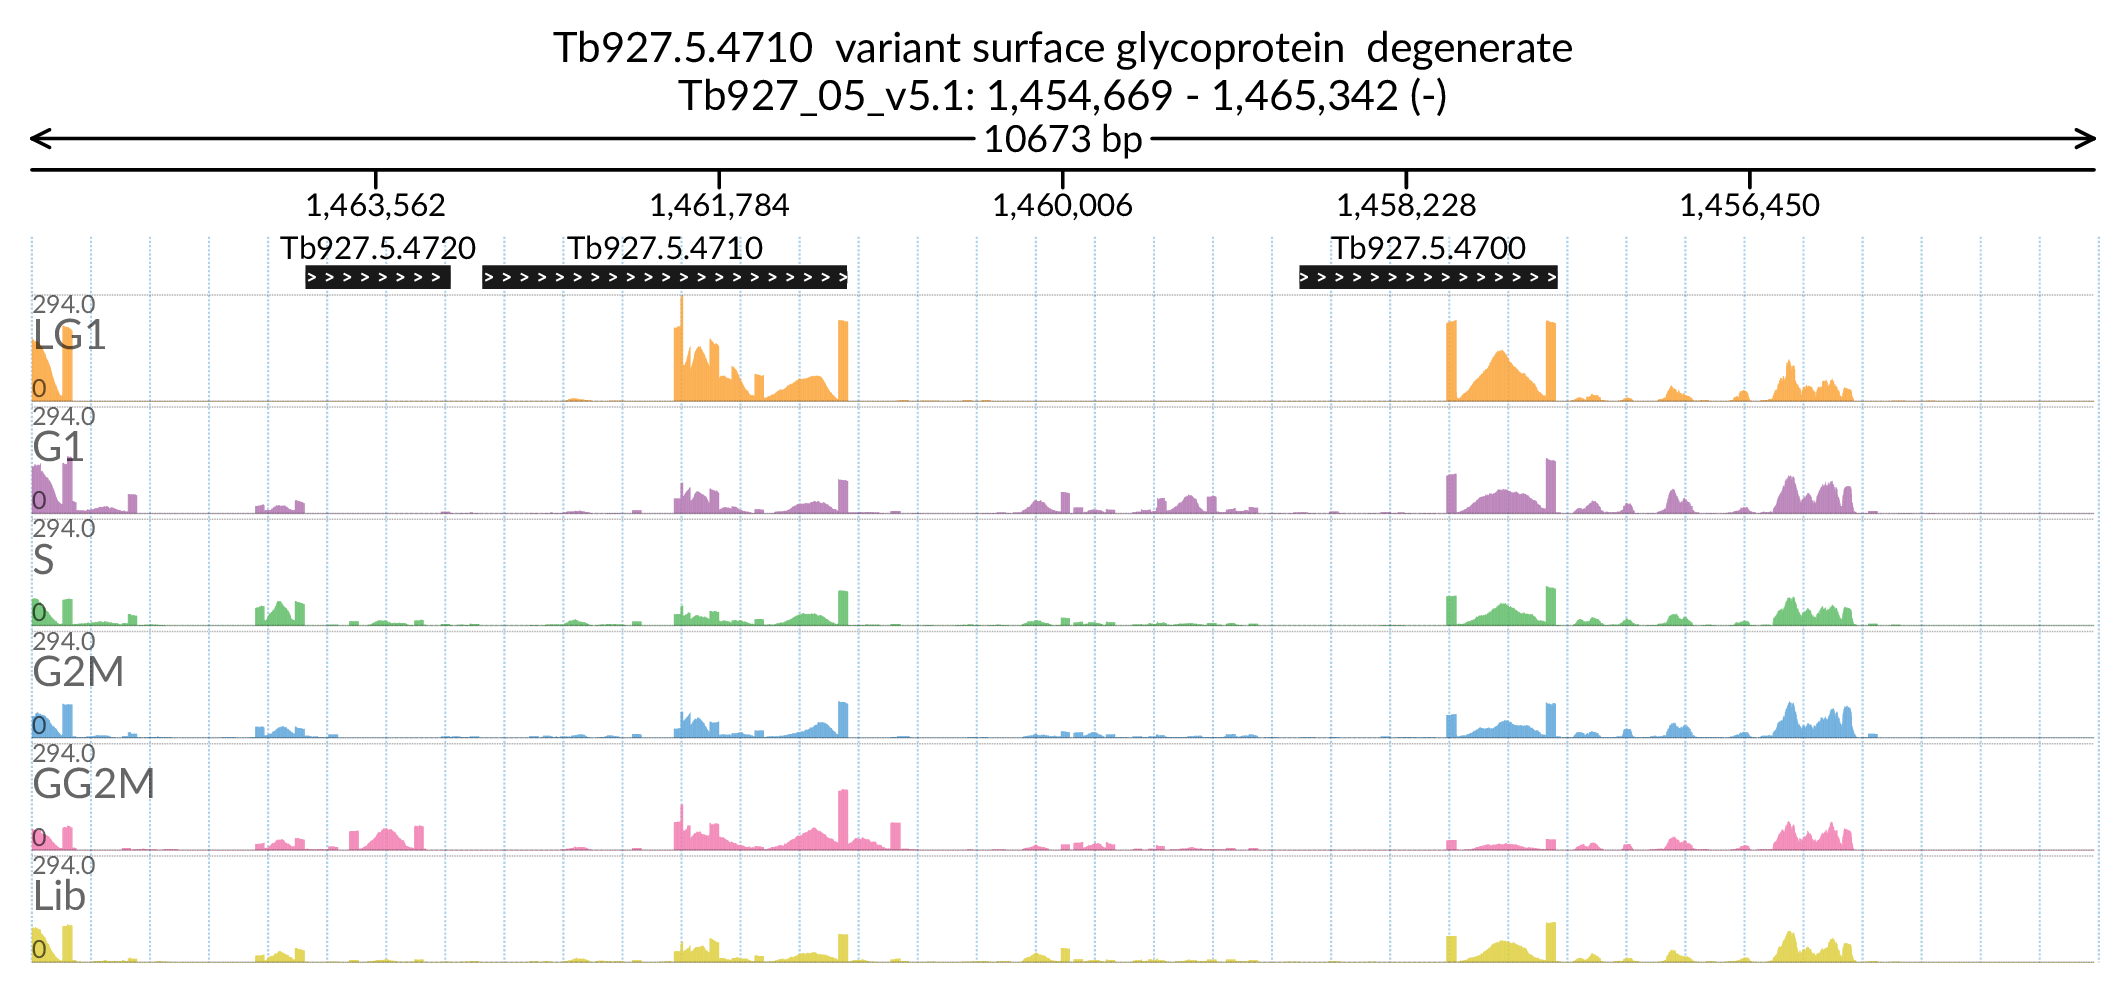 Tb927.5.4710  variant surface glycoprotein  degenerate
Tb927_05_v5.1: 1,454,669 - 1,465,342 (-)
10673 bp
1,463,562 1,461,784 1,460,006 1,458,228 1,456,450
Tb927.5.4720 Tb927.5.4710 Tb927.5.4700
294.0
LG1
0
294.0
G1
0
294.0
S
0
294.0
G2M
0
294.0
GG2M
0
294.0
Lib
0